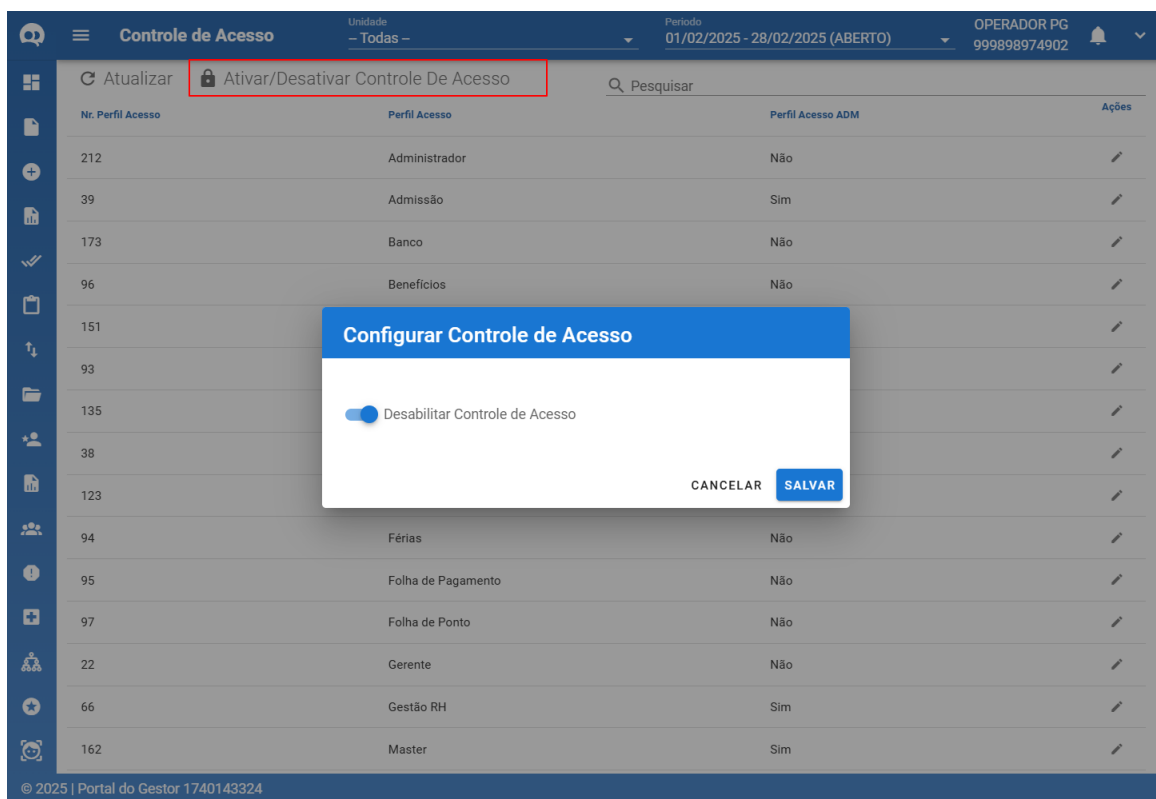 Controle de Acesso
Unidade
– Todas –
Periodo
01/02/2025 - 28/02/2025 (ABERTO)
OPERADOR PG
999898974902
Atualizar
Ativar/Desativar Controle De Acesso
Pesquisar
Nr. Perfil Acesso Perfil Acesso Perfil Acesso ADM Ações
212 Administrador Não
39 Admissão Sim
173 Banco Não
96 Benefícios Não
151
93
135
38
123
Configurar Controle de Acesso
Desabilitar Controle de Acesso
CANCELAR SALVAR
94 Férias Não
95 Folha de Pagamento Não
97 Folha de Ponto Não
22 Gerente Não
66 Gestão RH Sim
162 Master Sim
© 2025 | Portal do Gestor 1740143324